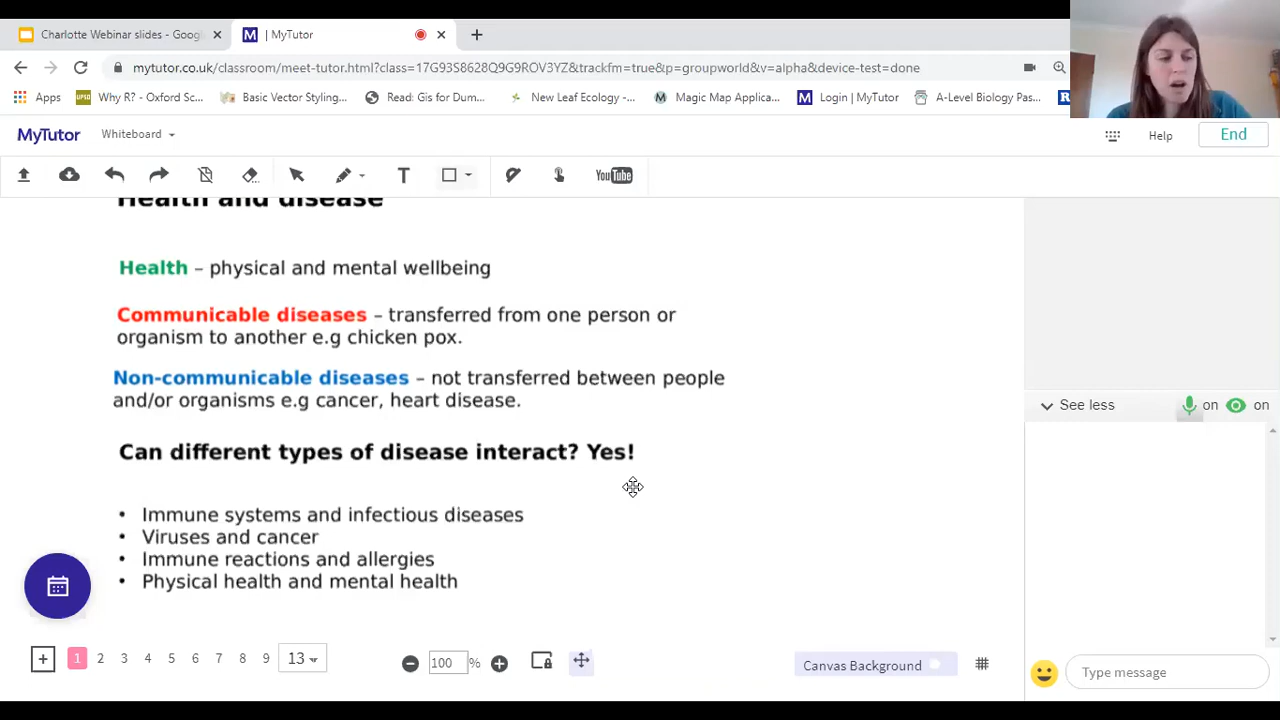 Charlotte Webinar slides - Goog
| MyTutor
mytutor.co.uk/classroom/meet-tutor.html?class=17G93S8628Q9G9ROV3YZ&trackfm=true&p=groupworld&v=alpha&device-test=done
Apps
Why R? - Oxford Sc...
Basic Vector Styling...
Read: Gis for Dum...
New Leaf Ecology -...
Magic Map Applica...
Login | MyTutor
A-Level Biology Pas...
MyTutor
Whiteboard
Help
End
T
YouTube
Health and disease
Health – physical and mental wellbeing
Communicable diseases – transferred from one person or
organism to another e.g chicken pox.
Non-communicable diseases – not transferred between people
and/or organisms e.g cancer, heart disease.
Can different types of disease interact? Yes!
• Immune systems and infectious diseases
• Viruses and cancer
• Immune reactions and allergies
• Physical health and mental health
See less
on
on
1 2 3 4 5 6 7 8 9 13
100 %
Canvas Background
Type message